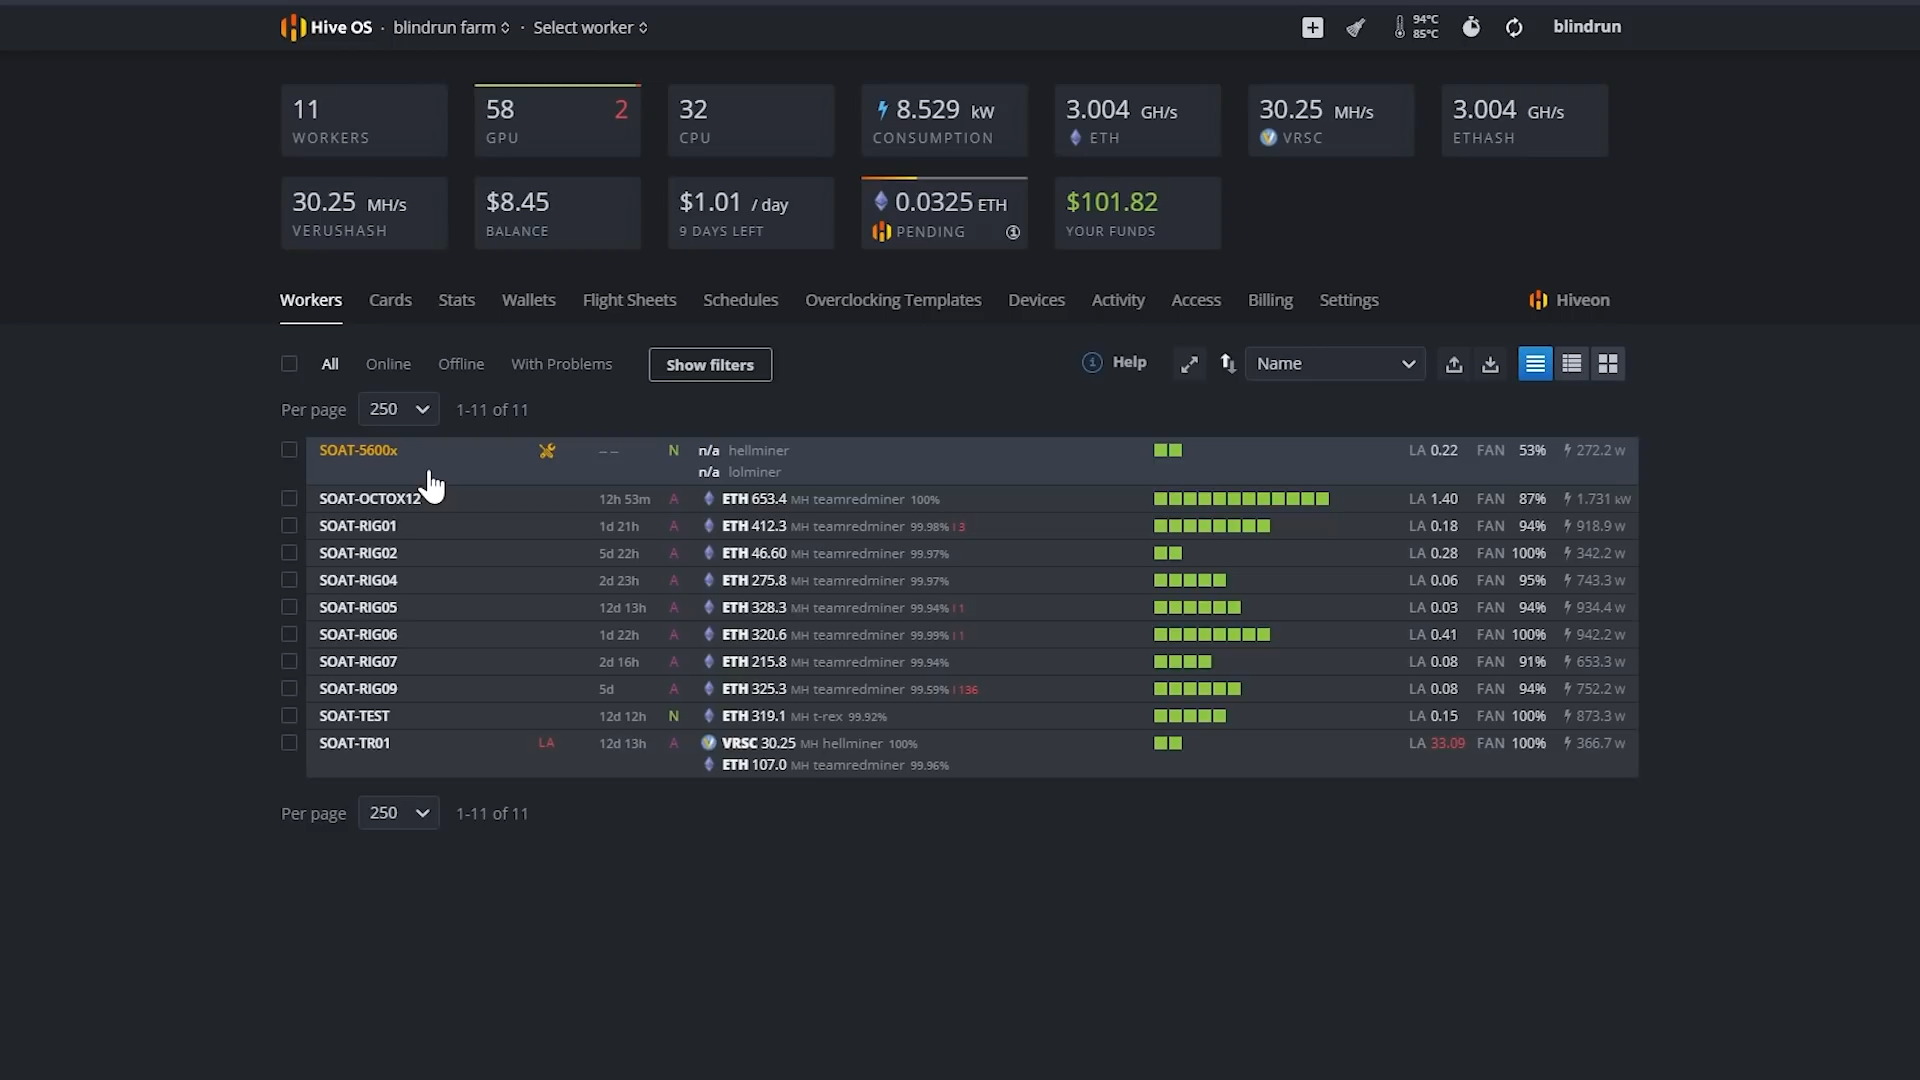 Hive OS · blindrun farm · Select worker 94°C 85°C blindrun
11 58 2 32 8.529 kW 3.004 GH/s 30.25 MH/s 3.004 GH/s
WORKERS GPU CPU CONSUMPTION ETH VRSC ETHASH
30.25 MH/s $8.45 $1.01 / day 0.0325 ETH $101.82
VERUSHASH BALANCE 9 DAYS LEFT PENDING YOUR FUNDS
Workers Cards Stats Wallets Flight Sheets Schedules Overclocking Templates Devices Activity Access Billing Settings Hiveon
All Online Offline With Problems Show filters Help Name
Per page 250 1-11 of 11
SOAT-5600x -- N n/a hellminer LA 0.22 FAN 53% 272.2 W
n/a lolminer
SOAT-OCTOX12 12h 53m A ETH 653.4 MH teamredminer 100% LA 1.40 FAN 87% 1.731 kW
SOAT-RIG01 1d 21h A ETH 412.3 MH teamredminer 99.98% | 3 LA 0.18 FAN 94% 918.9 W
SOAT-RIG02 5d 22h A ETH 46.60 MH teamredminer 99.97% LA 0.28 FAN 100% 342.2 W
SOAT-RIG04 2d 23h A ETH 275.8 MH teamredminer 99.97% LA 0.06 FAN 95% 743.3 W
SOAT-RIG05 12d 13h A ETH 328.3 MH teamredminer 99.94% | 1 LA 0.03 FAN 94% 934.4 W
SOAT-RIG06 1d 22h A ETH 320.6 MH teamredminer 99.99% | 1 LA 0.41 FAN 100% 942.2 W
SOAT-RIG07 2d 16h A ETH 215.8 MH teamredminer 99.94% LA 0.08 FAN 91% 653.3 W
SOAT-RIG09 5d A ETH 325.3 MH teamredminer 99.59% | 136 LA 0.08 FAN 94% 752.2 W
SOAT-TEST 12d 12h N ETH 319.1 MH t-rex 99.92% LA 0.15 FAN 100% 873.3 W
SOAT-TR01 LA 12d 13h A VRSC 30.25 MH hellminer 100% LA 33.09 FAN 100% 366.7 W
ETH 107.0 MH teamredminer 99.96%
Per page 250 1-11 of 11